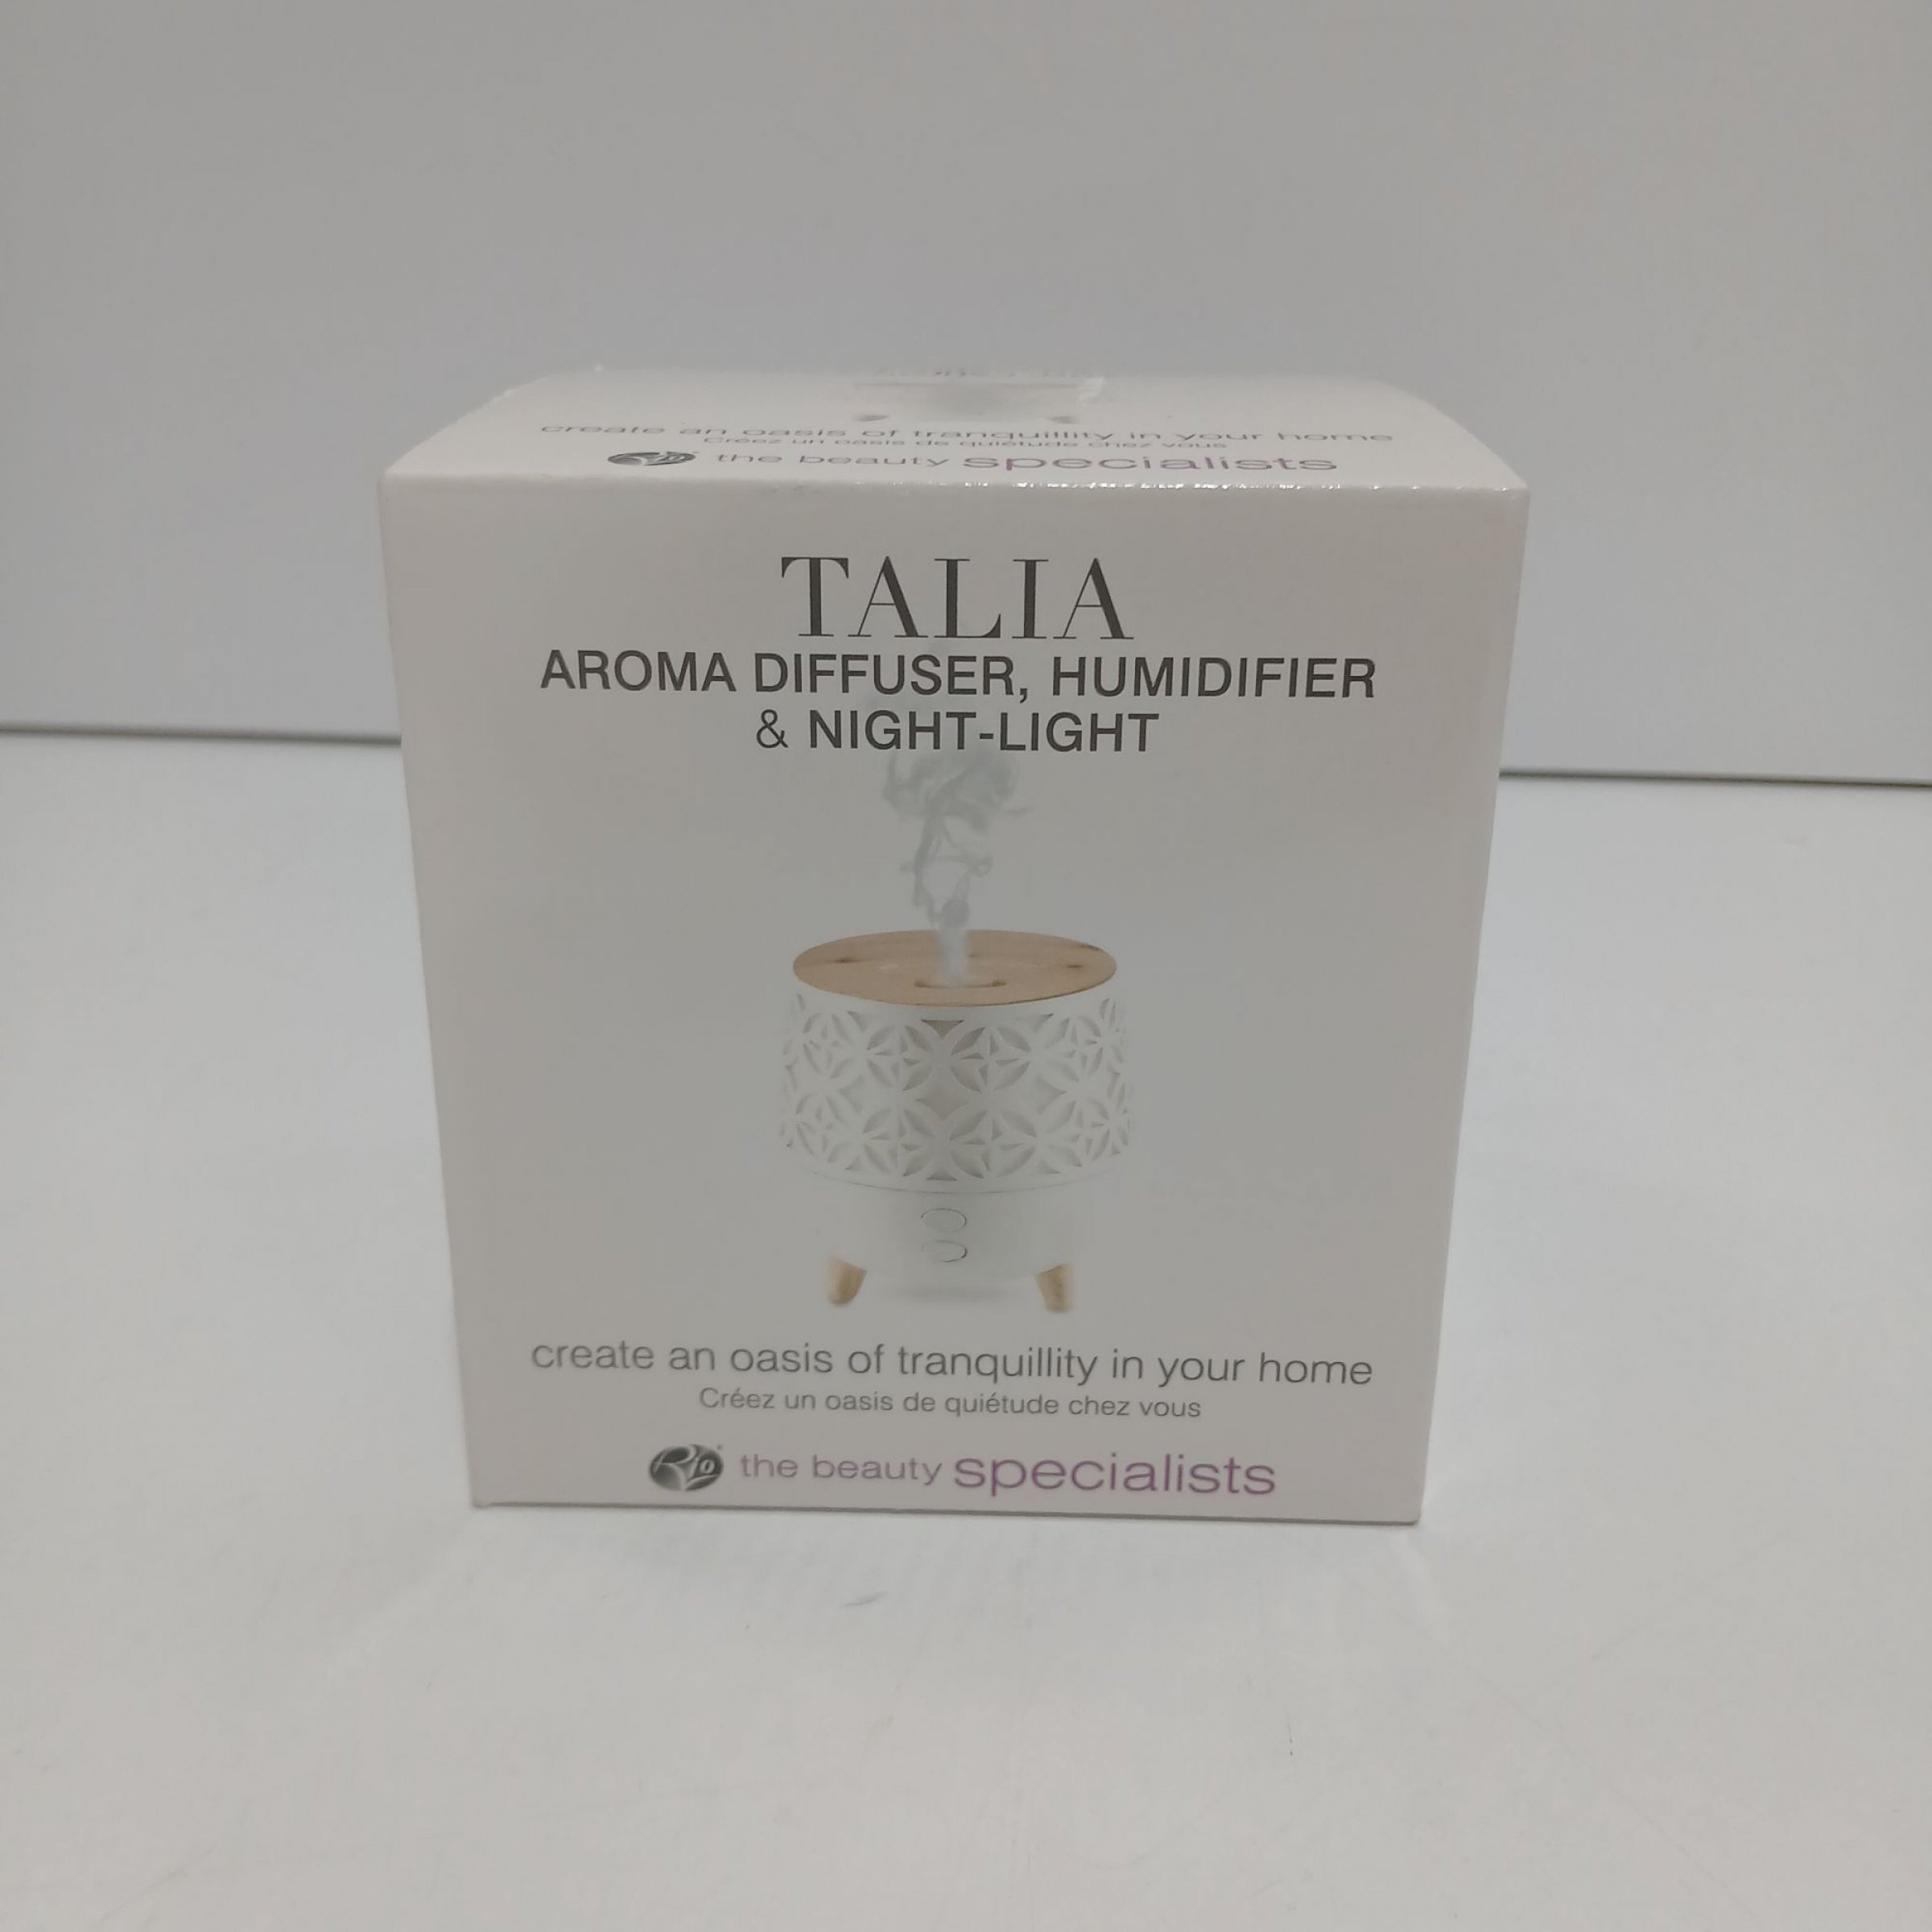 create an oasis of tranquillity in your home
Créez un oasis de quiétude chez vous
Rio the beauty specialists
TALIA
AROMA DIFFUSER, HUMIDIFIER
& NIGHT-LIGHT
create an oasis of tranquillity in your home
Créez un oasis de quiétude chez vous
Rio the beauty specialists